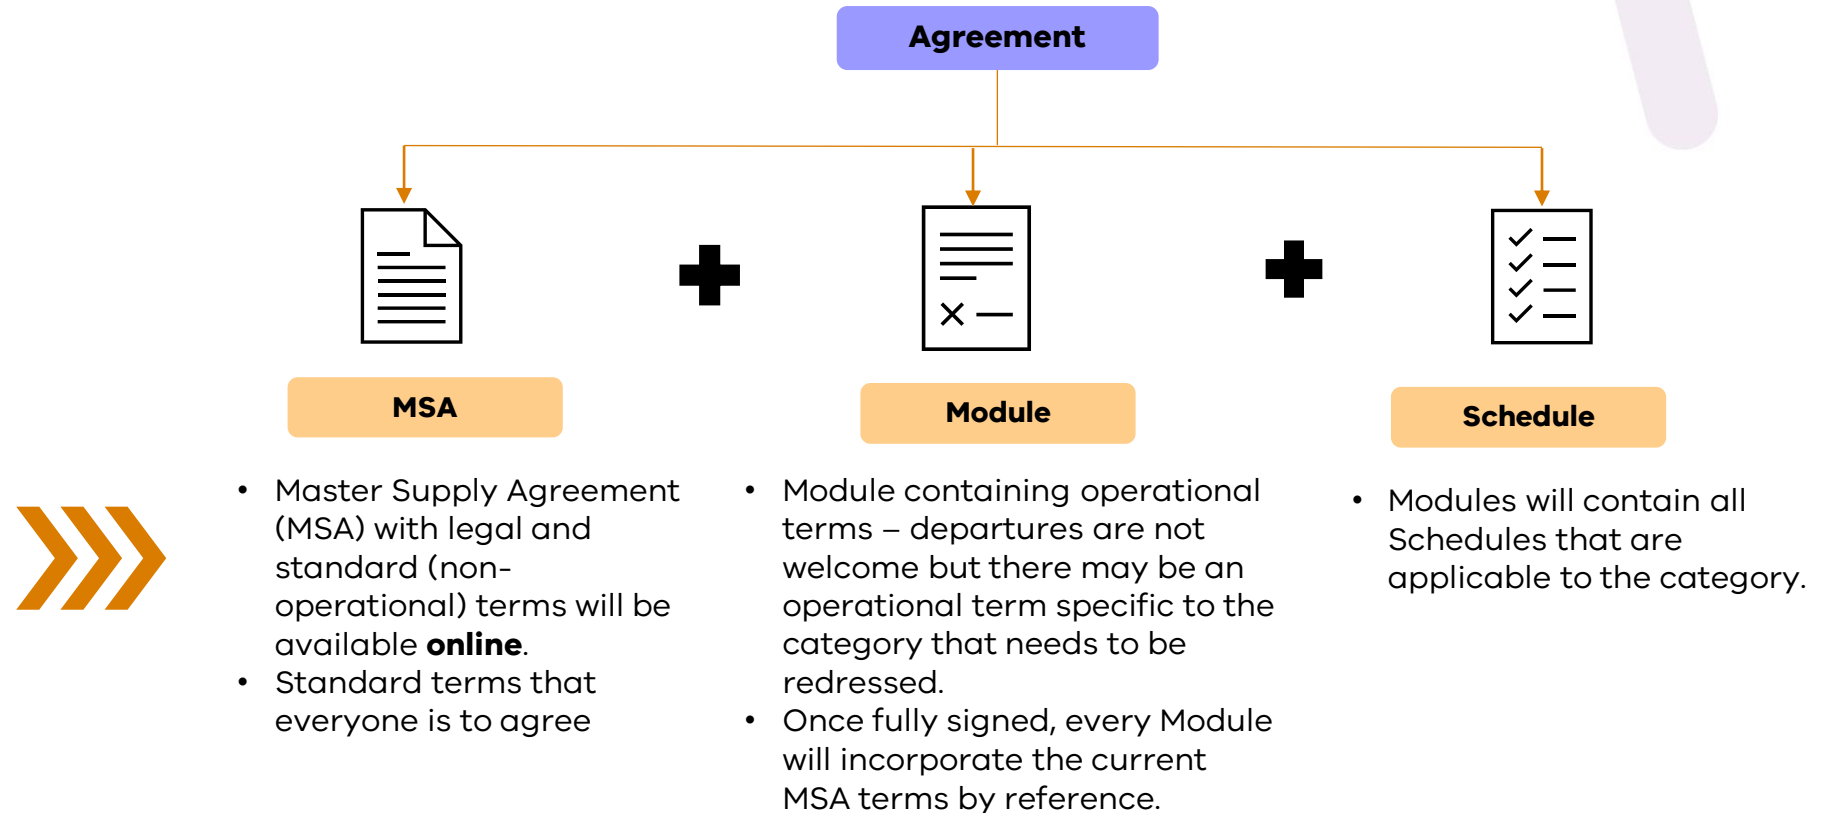 Agreement
MSA
Module
Schedule
• Master Supply Agreement
(MSA) with legal and
standard (non-
operational) terms will be
available online.
• Standard terms that
everyone is to agree
• Module containing operational
terms – departures are not
welcome but there may be an
operational term specific to the
category that needs to be
redressed.
• Once fully signed, every Module
will incorporate the current
MSA terms by reference.
• Modules will contain all
Schedules that are
applicable to the category.